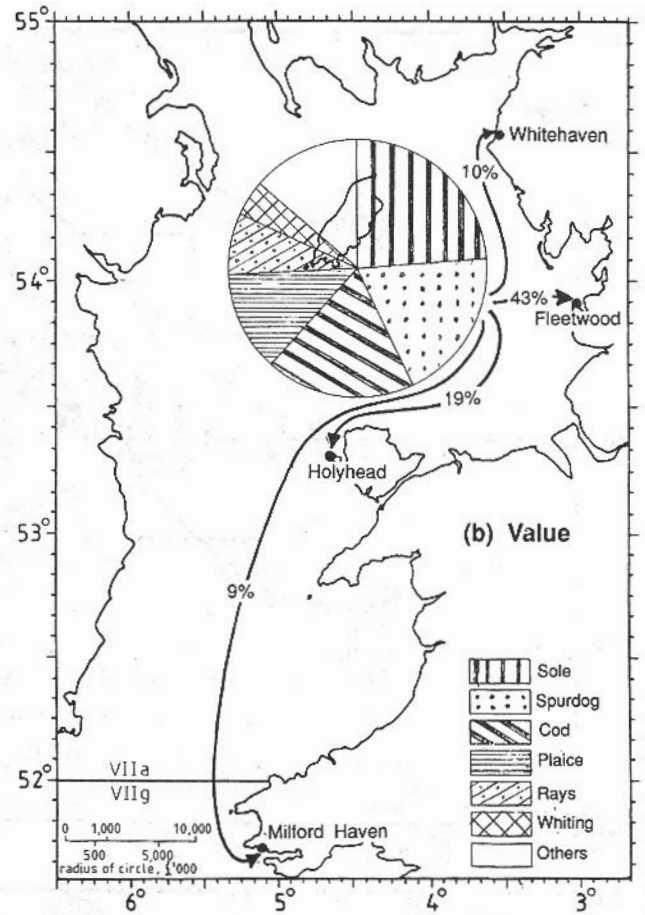 55°
Whitehaven
10%
54°
43%
Fleetwood
19%
Holyhead
53°
(b) Value
9%
Sole
Spurdog
Cod
Plaice
Rays
Whiting
Others
52°
VIIa
VIIg
0 1,000 10,000
500 5,000
radius of circle, £'000
Milford Haven
6° 5° 4° 3°